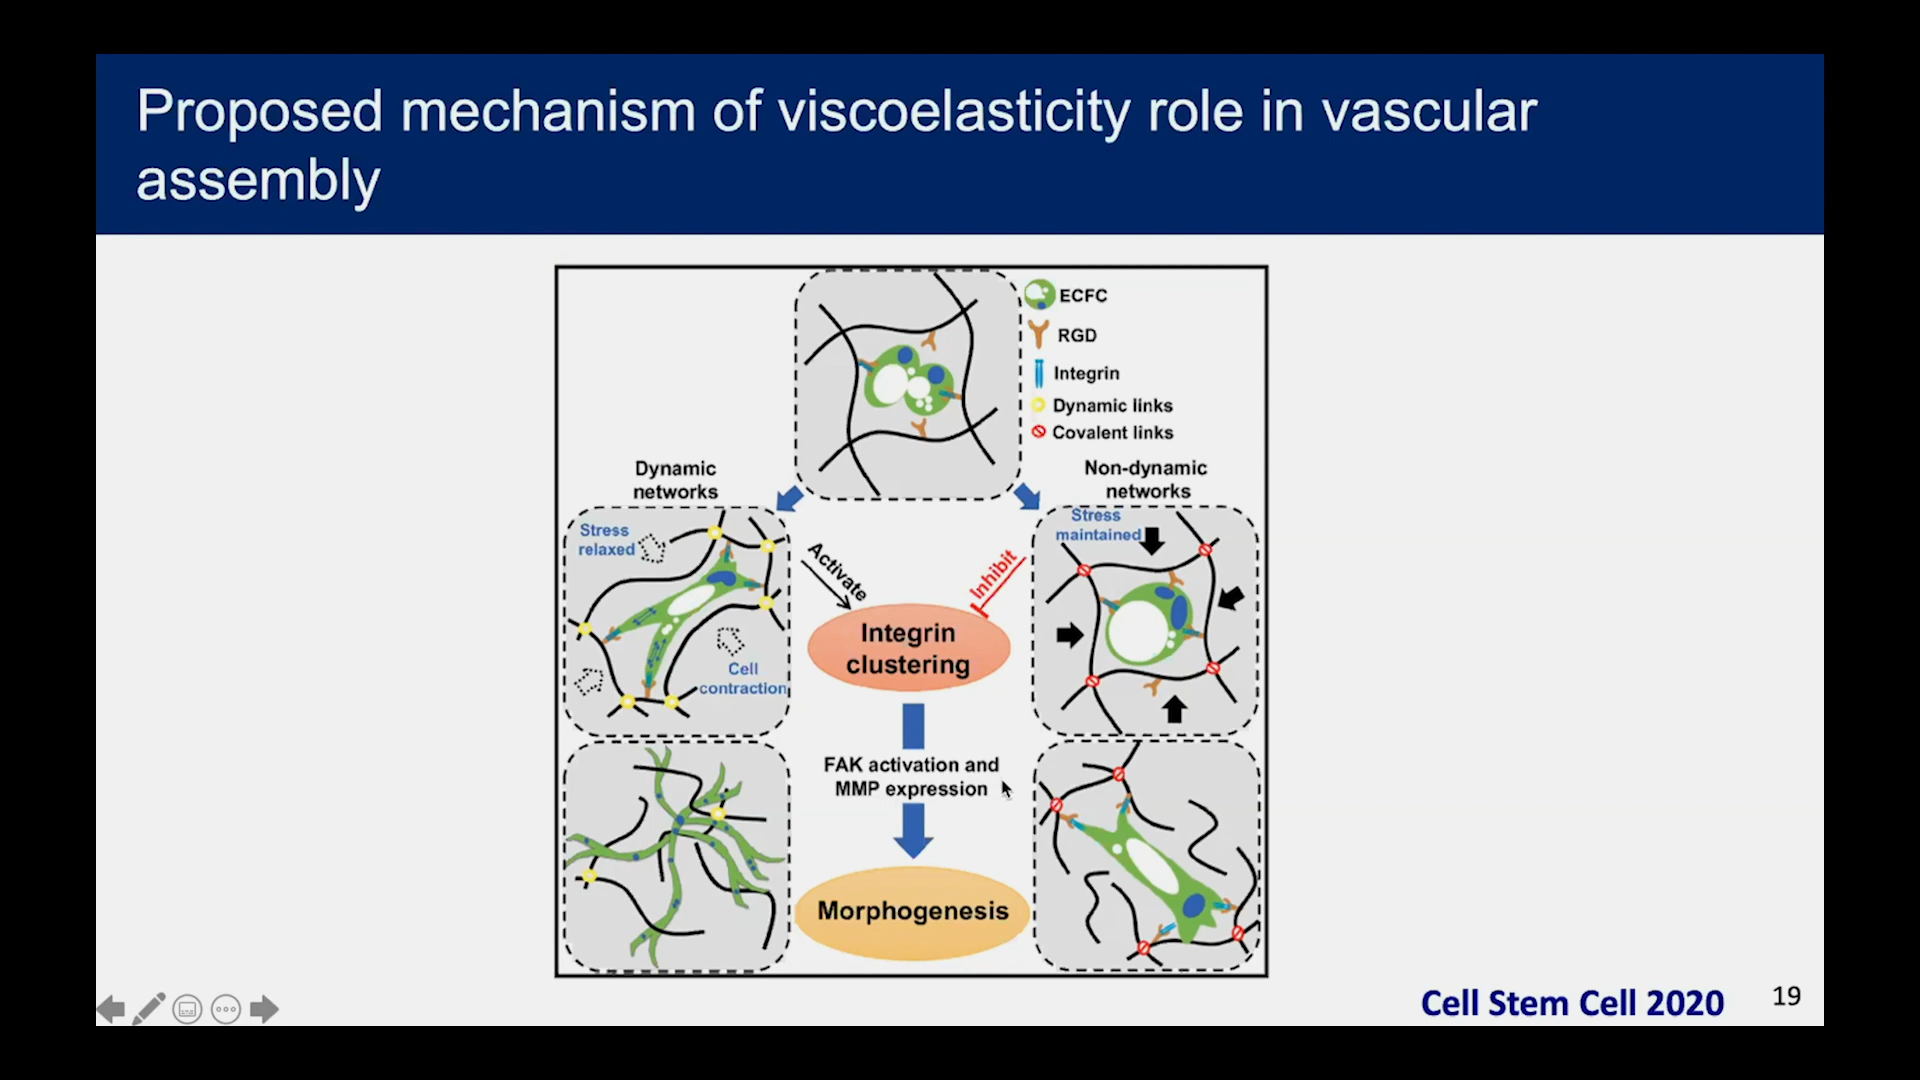 Proposed mechanism of viscoelasticity role in vascular
assembly
ECFC
RGD
Integrin
Dynamic links
Covalent links
Dynamic
networks
Non-dynamic
networks
Stress
relaxed
Cell
contraction
Activate
Inhibit
Stress
maintained
Integrin
clustering
FAK activation and
MMP expression
Morphogenesis
Cell Stem Cell 2020
19